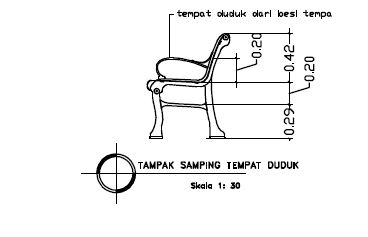 tempat duduk dari besi tempa
0.20
0.42
0.20
0.29
TAMPAK SAMPING TEMPAT DUDUK
Skala 1: 30